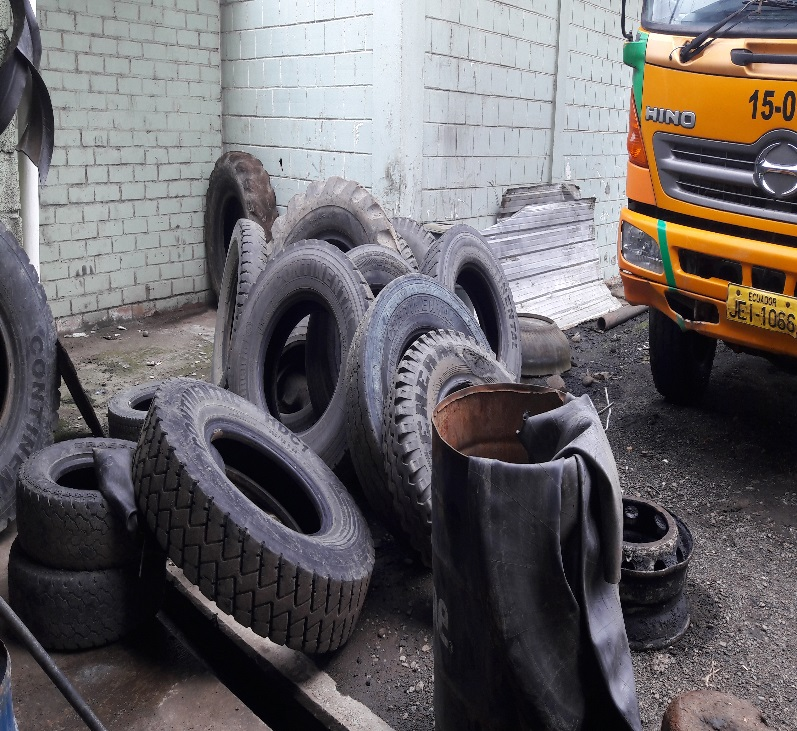 HINO
15-0
ECUADOR
JEI-1066
CONTINE